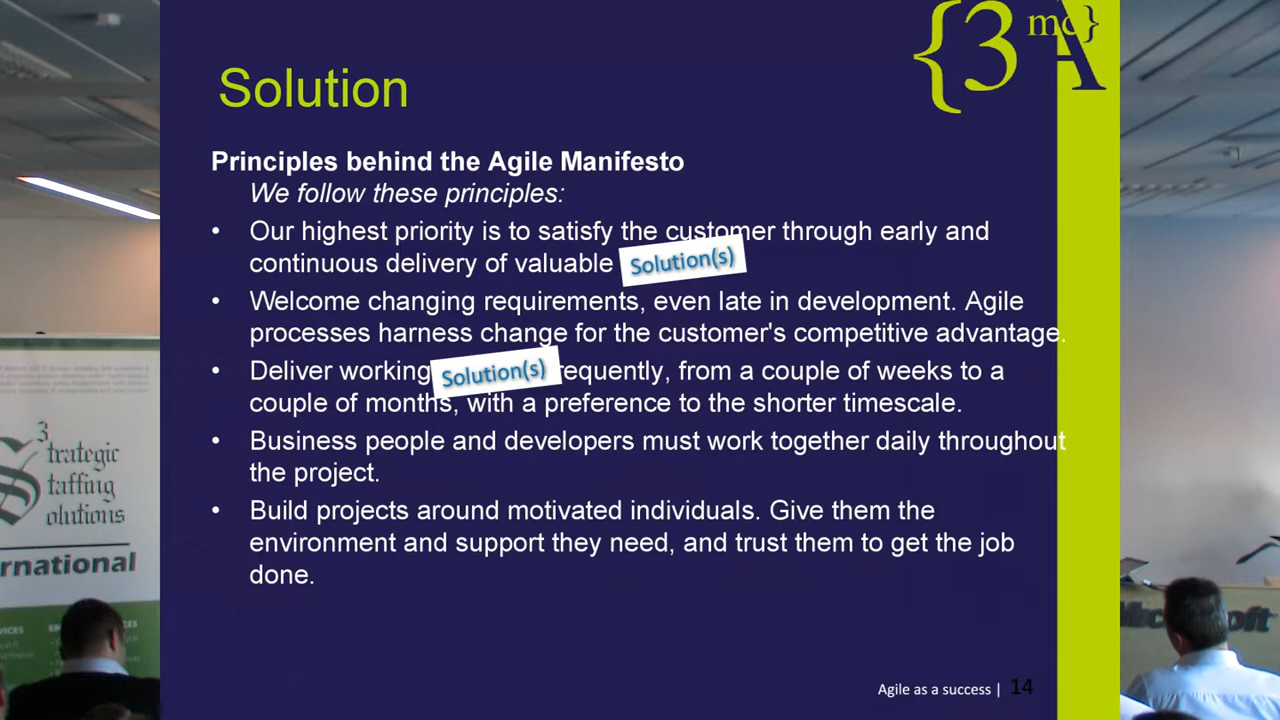 {3
mc}
A
Solution
Principles behind the Agile Manifesto
We follow these principles:
• Our highest priority is to satisfy the customer through early and
continuous delivery of valuable Solution(s)
• Welcome changing requirements, even late in development. Agile
processes harness change for the customer's competitive advantage.
• Deliver working Solution(s) requently, from a couple of weeks to a
couple of months, with a preference to the shorter timescale.
• Business people and developers must work together daily throughout
the project.
• Build projects around motivated individuals. Give them the
environment and support they need, and trust them to get the job
done.
Agile as a success | 14
3
Strategic
taffing
olutions
rnational